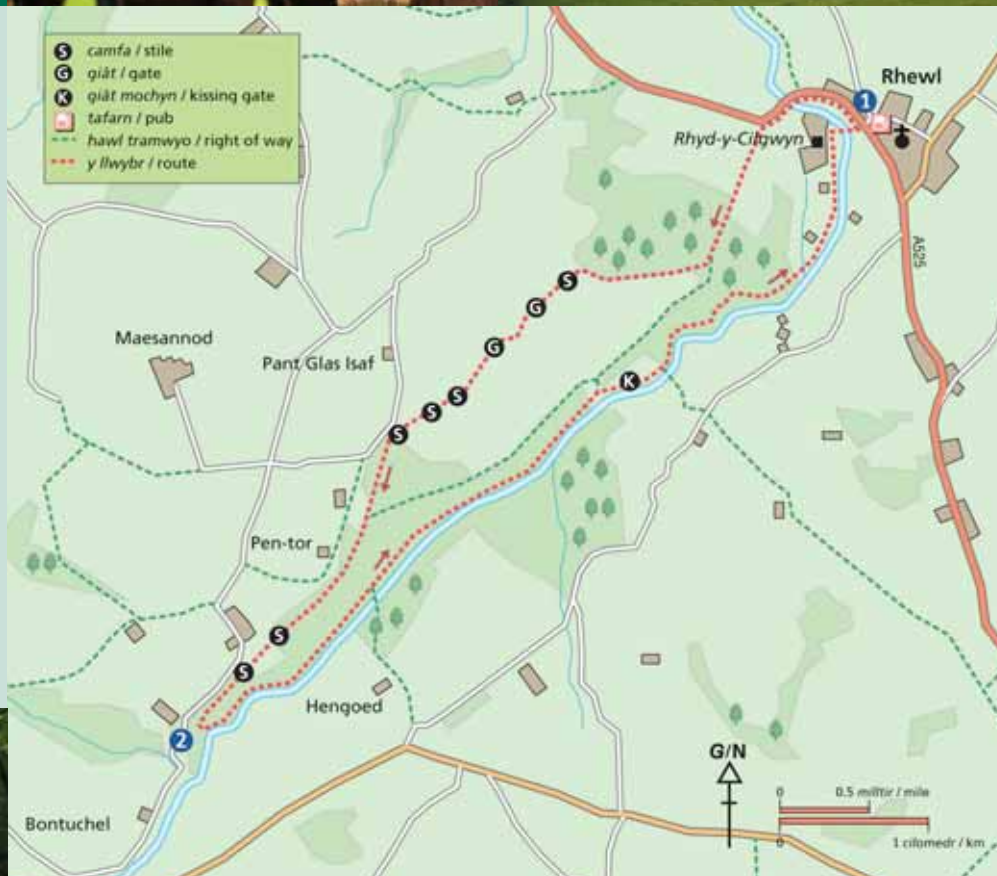 S camfa / stile
G giât / gate
K giât mochyn / kissing gate
tafarn / pub
hawl tramwyo / right of way
y llwybr / route
Rhewl
1
Rhyd-y-Cilgwyn
A525
S
G
G
Maesannod
Pant Glas Isaf
S
S
K
S
Pen-tor
S
S
Hengoed
2
Bontuchel
G/N
0 0.5 milltir / mile
0 1 cilomedr / km